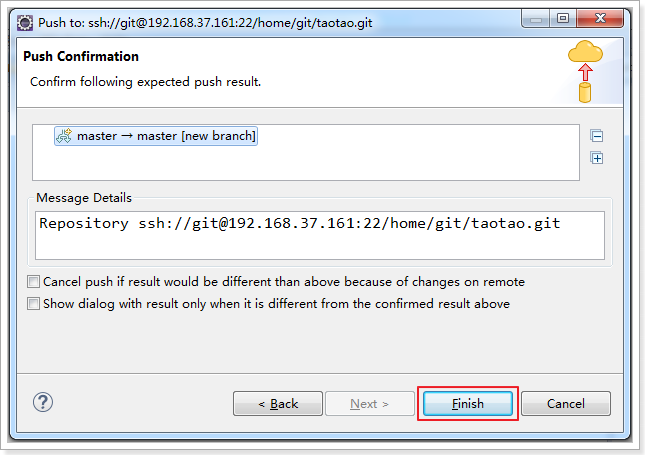 Push to: ssh://git@192.168.37.161:22/home/git/taotao.git
Push Confirmation
Confirm following expected push result.
master → master [new branch]
Message Details
Repository ssh://git@192.168.37.161:22/home/git/taotao.git
Cancel push if result would be different than above because of changes on remote
Show dialog with result only when it is different from the confirmed result above
? < Back Next > Finish Cancel